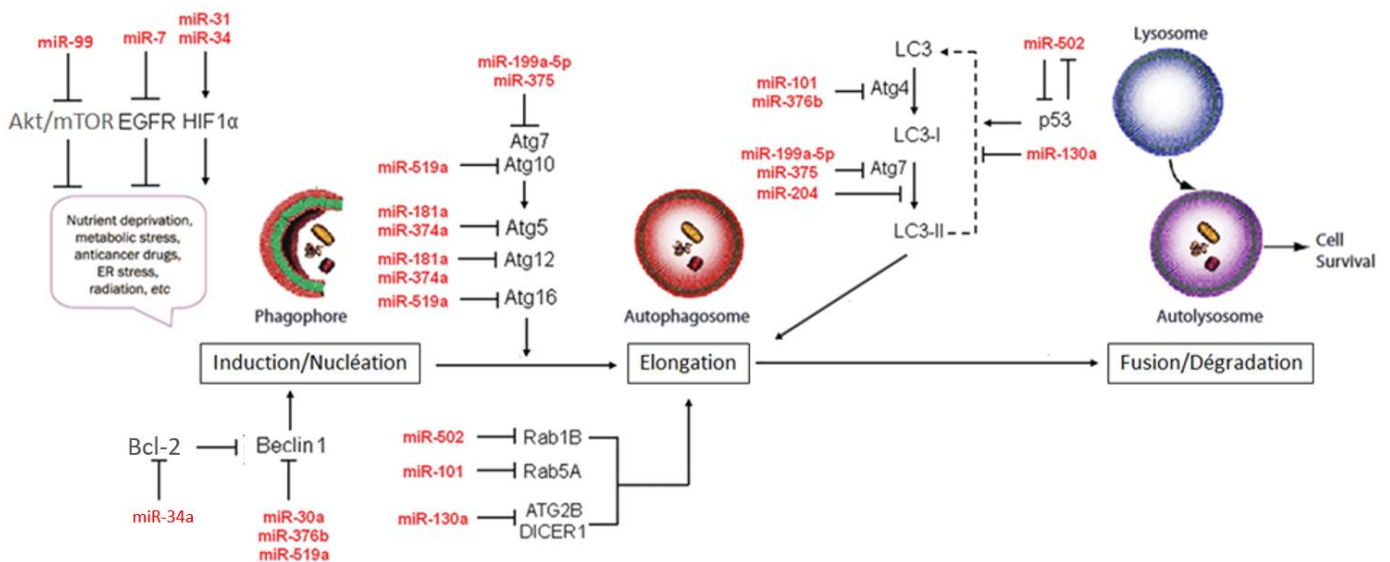 miR-99
miR-7
miR-31
miR-34
Akt/mTOR
EGFR
HIF1α
Nutrient deprivation,
metabolic stress,
anticancer drugs,
ER stress,
radiation, etc
Phagophore
miR-199a-5p
miR-375
Atg7
miR-519a
Atg10
miR-181a
miR-374a
Atg5
miR-181a
miR-374a
Atg12
miR-519a
Atg16
Autophagosome
LC3
miR-101
miR-376b
Atg4
LC3-I
miR-199a-5p
miR-375
Atg7
miR-204
LC3-II
miR-502
p53
miR-130a
Lysosome
Autolysosome
Cell
Survival
Induction/Nucléation
Elongation
Fusion/Dégradation
Bcl-2
Beclin 1
miR-34a
miR-30a
miR-376b
miR-519a
miR-502
Rab1B
miR-101
Rab5A
miR-130a
ATG2B
DICER1